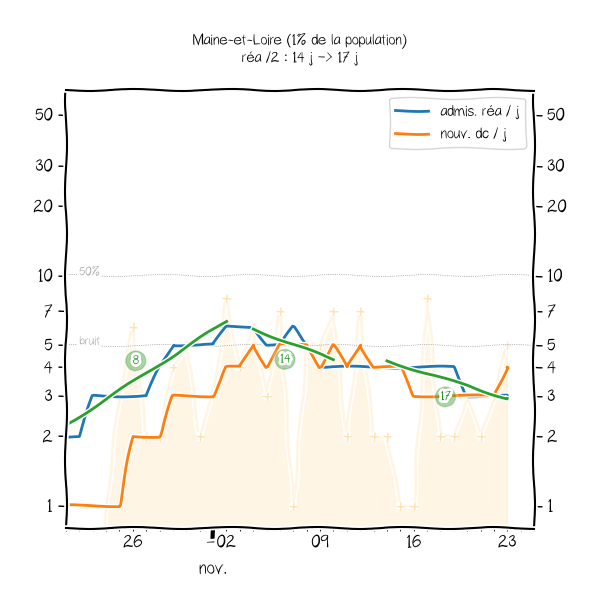 Maine-et-Loire (1% de la population)
réa /2 : 14 j -> 17 j
admis. réa / j
nouv. dc / j
50 50
30 30
20 20
10 50% 10
7 7
5 bruit 5
8 14
4 4
3 17 3
2 2
1 1
26 02 09 16 23
nov.